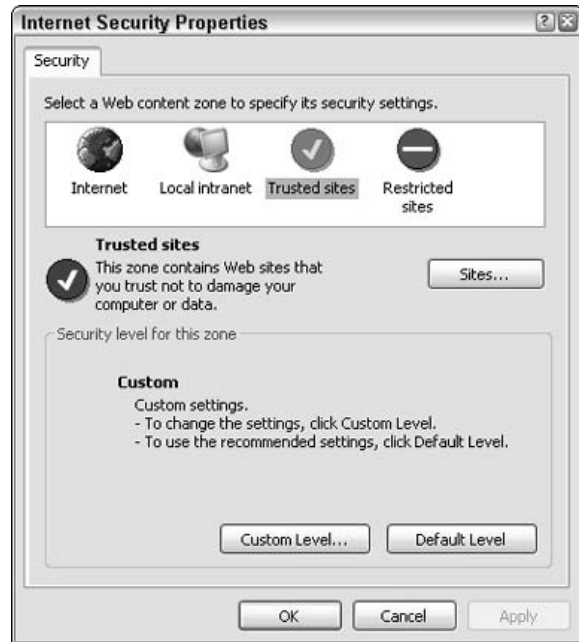 Internet Security Properties
Security
Select a Web content zone to specify its security settings.
Internet
Local intranet
Trusted sites
Restricted
sites
Trusted sites
This zone contains Web sites that
you trust not to damage your
computer or data.
Sites...
Security level for this zone
Custom
Custom settings.
- To change the settings, click Custom Level.
- To use the recommended settings, click Default Level.
Custom Level...
Default Level
OK
Cancel
Apply